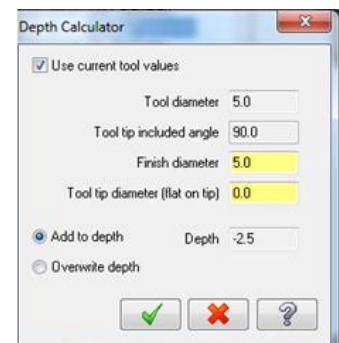 Depth Calculator
Use current tool values
Tool diameter 5.0
Tool tip included angle 90.0
Finish diameter 5.0
Tool tip diameter (flat on tip) 0.0
Add to depth Depth -2.5
Overwrite depth